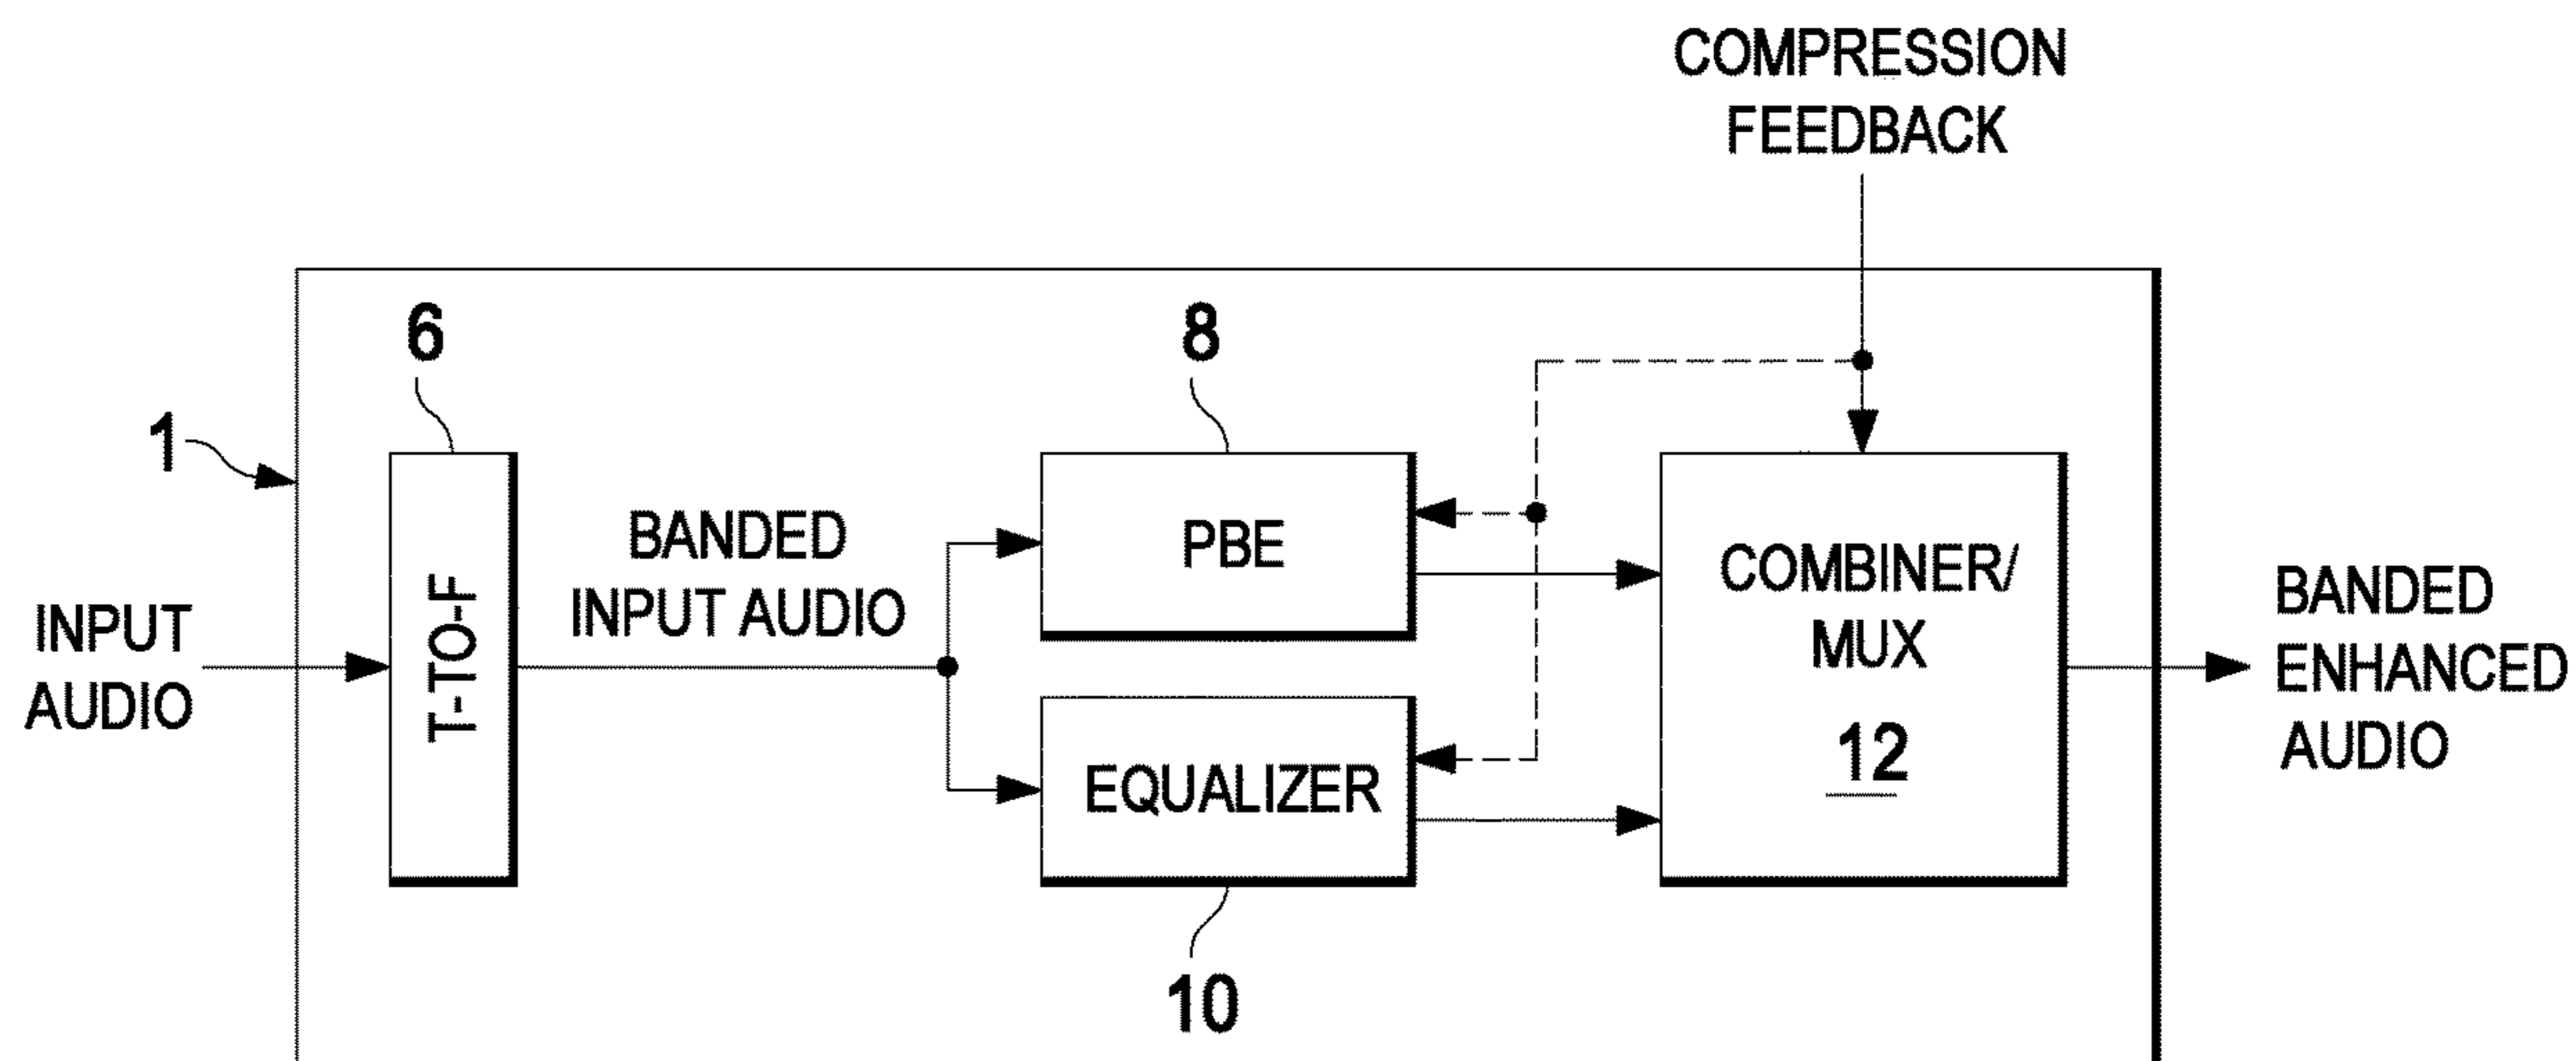 COMPRESSION
FEEDBACK
6
8
1
BANDED
INPUT AUDIO
PBE
COMBINER/
MUX
12
INPUT
AUDIO
T-TO-F
EQUALIZER
BANDED
ENHANCED
AUDIO
10